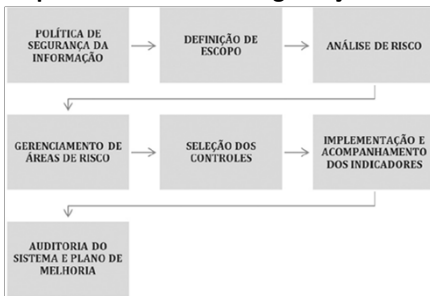 POLÍTICA DE
SEGURANÇA DA
INFORMAÇÃO
DEFINIÇÃO DE
ESCOPO
ANÁLISE DE RISCO
GERENCIAMENTO DE
ÁREAS DE RISCO
SELEÇÃO DOS
CONTROLES
IMPLEMENTAÇÃO E
ACOMPANHAMENTO
DOS INDICADORES
AUDITORIA DO
SISTEMA E PLANO DE
MELHORIA